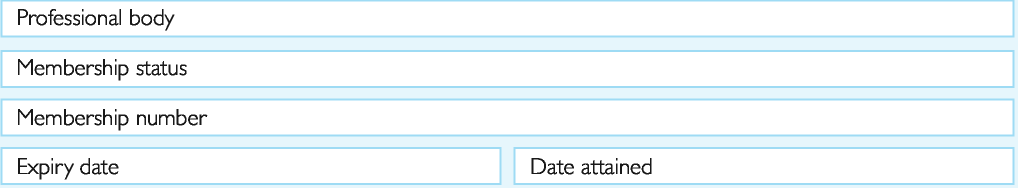 Professional body
Membership status
Membership number
Expiry date
Date attained